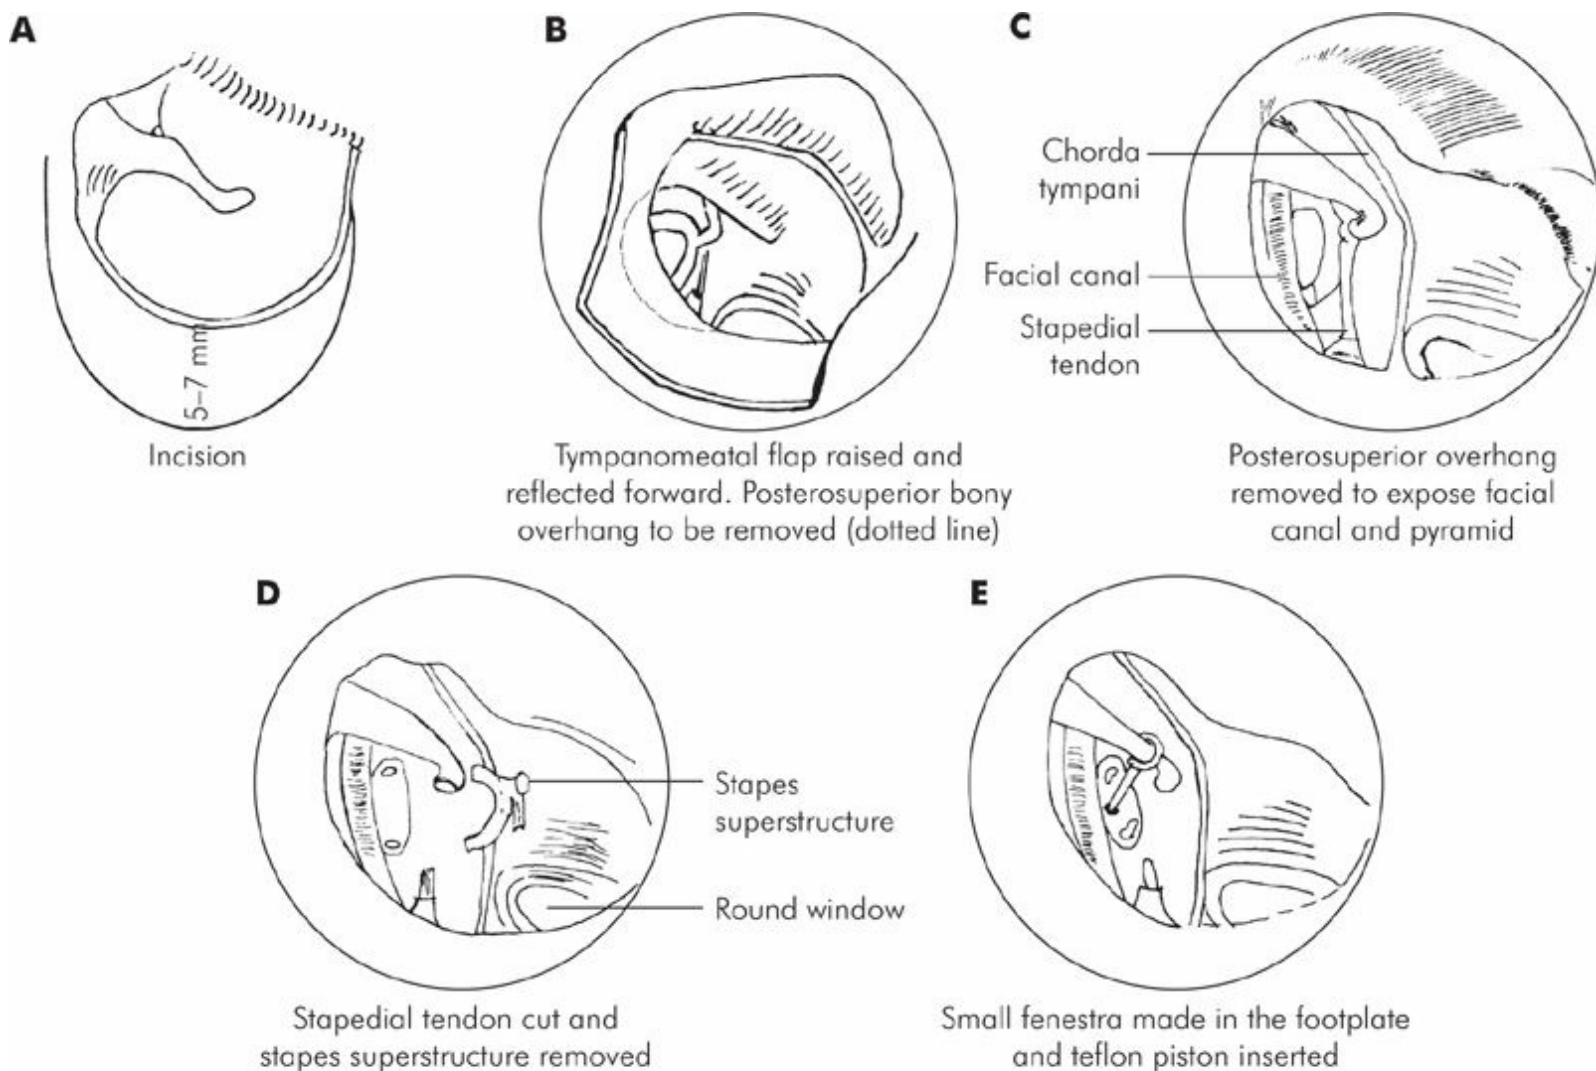 A
5–7 mm
Incision
B
Tympanomeatal flap raised and
reflected forward. Posterosuperior bony
overhang to be removed (dotted line)
C
Chorda
tympani
Facial canal
Stapedial
tendon
Posterosuperior overhang
removed to expose facial
canal and pyramid
D
Stapes
superstructure
Round window
Stapedial tendon cut and
stapes superstructure removed
E
Small fenestra made in the footplate
and teflon piston inserted